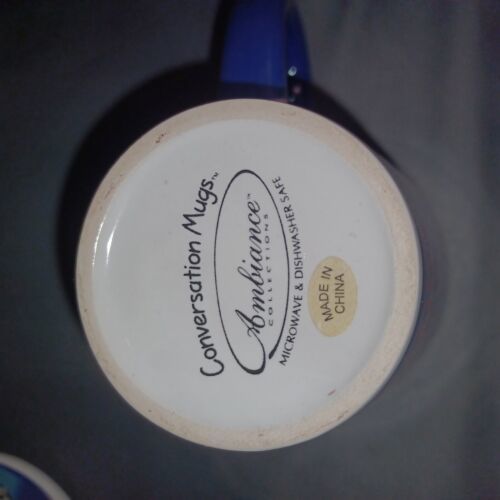 Conversation Mugs™
Ambiance™
COLLECTIONS
MICROWAVE & DISHWASHER SAFE
MADE IN
CHINA